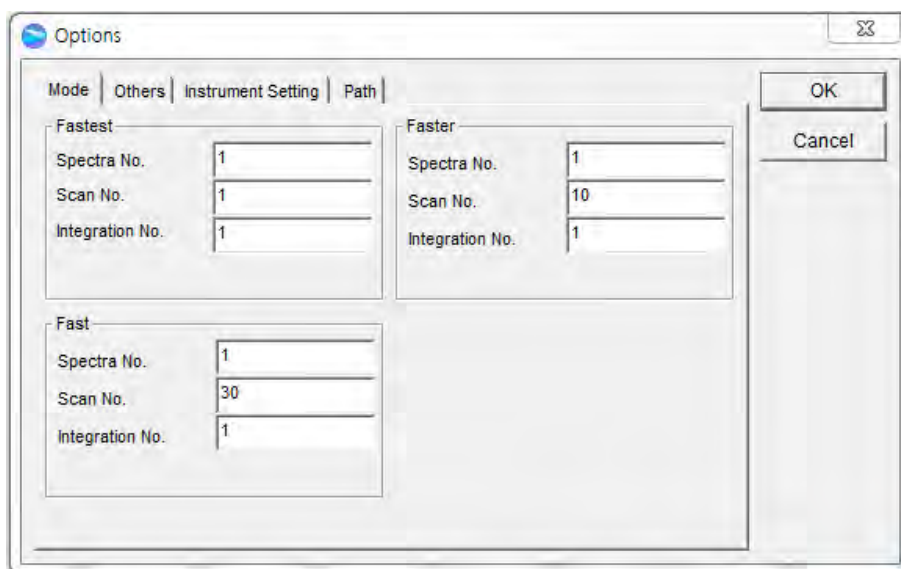 Options
Mode Others Instrument Setting Path
OK
Cancel
Fastest
Spectra No. 1
Scan No. 1
Integration No. 1
Faster
Spectra No. 1
Scan No. 10
Integration No. 1
Fast
Spectra No. 1
Scan No. 30
Integration No. 1